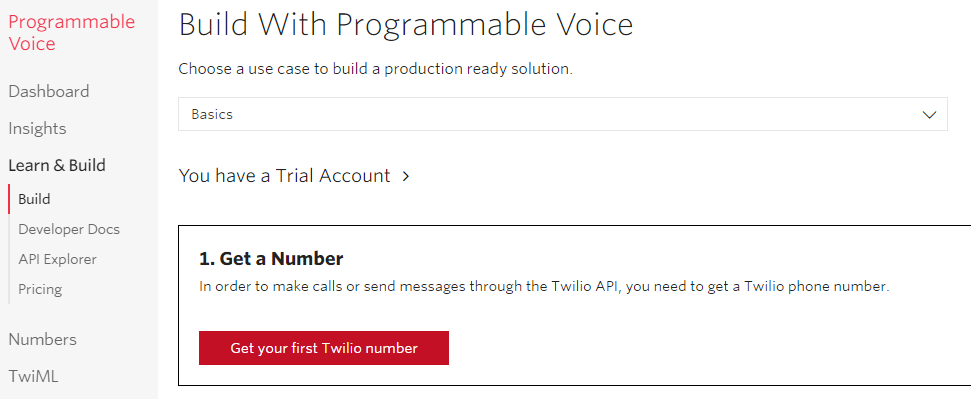 Programmable
Voice
Dashboard
Insights
Learn & Build
Build
Developer Docs
API Explorer
Pricing
Numbers
TwiML
Build With Programmable Voice
Choose a use case to build a production ready solution.
Basics
You have a Trial Account
1. Get a Number
In order to make calls or send messages through the Twilio API, you need to get a Twilio phone number.
Get your first Twilio number